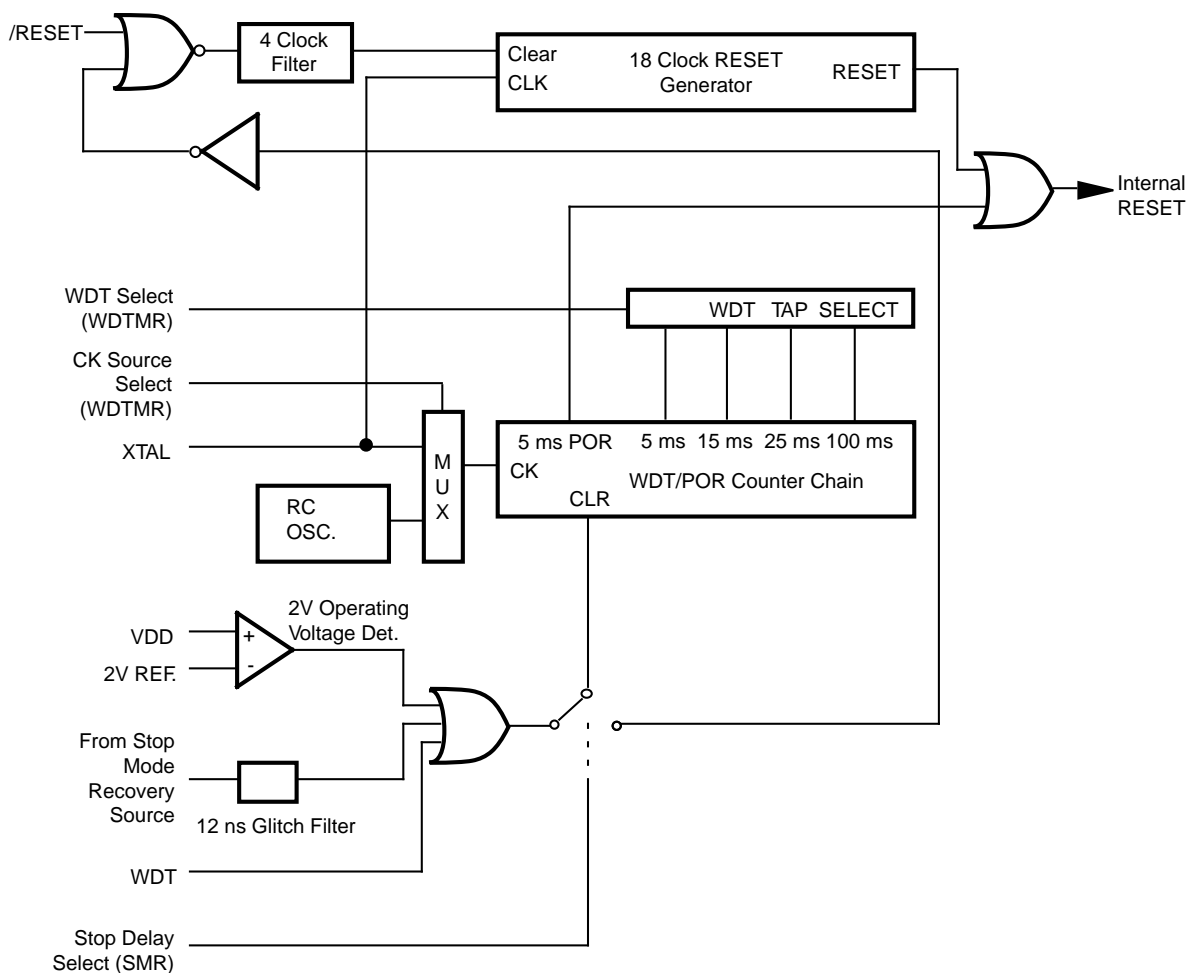 /RESET
4 Clock
Filter
Clear
CLK
18 Clock RESET
Generator
RESET
Internal
RESET
WDT Select
(WDTMR)
WDT TAP SELECT
CK Source
Select
(WDTMR)
XTAL
M
U
X
5 ms POR 5 ms 15 ms 25 ms 100 ms
CK
WDT/POR Counter Chain
CLR
RC
OSC.
2V Operating
Voltage Det.
VDD
+
2V REF.
-
From Stop
Mode
Recovery
Source
12 ns Glitch Filter
WDT
Stop Delay
Select (SMR)